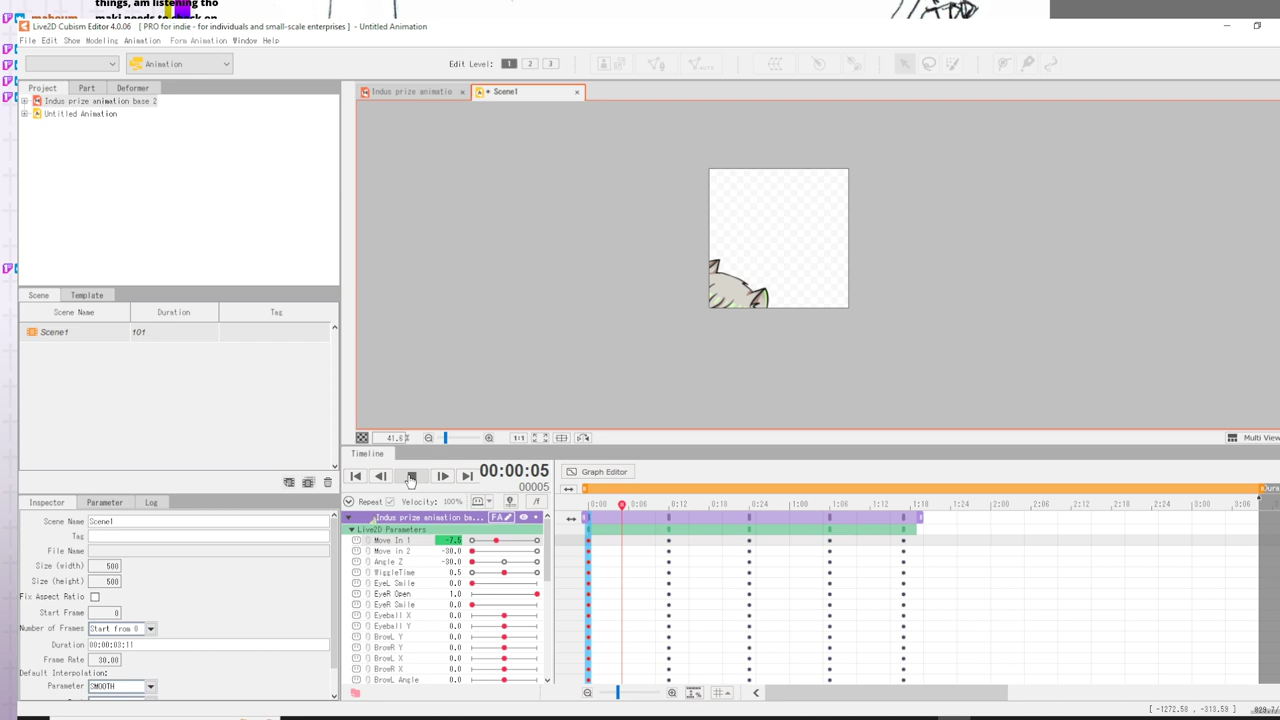 things, am listening tho
maki needs to check on
Live2D Cubism Editor 4.0.06 [ PRO for indie - for individuals and small-scale enterprises ] - Untitled Animation
File Edit Show Modeling Animation Form Animation Window Help
Animation
Edit Level: 1 2 3
Project Part Deformer
Indus prize animatio
* Scene1
Indus prize animation base 2
Untitled Animation
Scene Template
Scene Name Duration Tag
Scene1 101
41.6%
1:1
Multi View
Timeline
00:00:05
00005
Graph Editor
Inspector Parameter Log
Repeat Velocity: 100%
0:00 0:06 0:12 0:18 0:24 1:00 1:06 1:12 1:18 1:24 2:00 2:06 2:12 2:18 2:24 3:00 3:06
Scene Name Scene1
Tag
File Name
Size (width) 500
Size (height) 500
Fix Aspect Ratio
Start Frame 0
Number of Frames Start from 0
Duration 00:00:03:11
Frame Rate 30.00
Default Interpolation:
Parameter SMOOTH
Indus prize animation ba... FA
Live2D Parameters
Move In 1 -7.5
Move in 2 -30.0
Angle Z -30.0
WiggleTime 0.5
EyeL Smile 0.0
EyeR Open 1.0
EyeR Smile 0.0
Eyeball X 0.0
Eyeball Y 0.0
BrowL Y 0.0
BrowR Y 0.0
BrowL X 0.0
BrowR X 0.0
BrowL Angle 0.0
[ -1272.58 , -313.58 ]